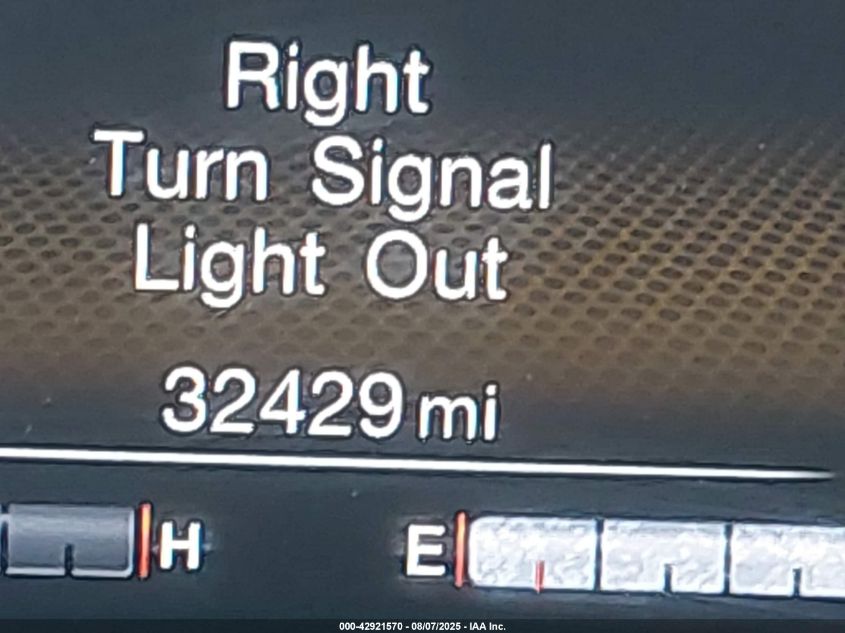 Right
Turn Signal
Light Out
32429 mi
H E
000-42921570 - 08/07/2025 - IAA Inc.